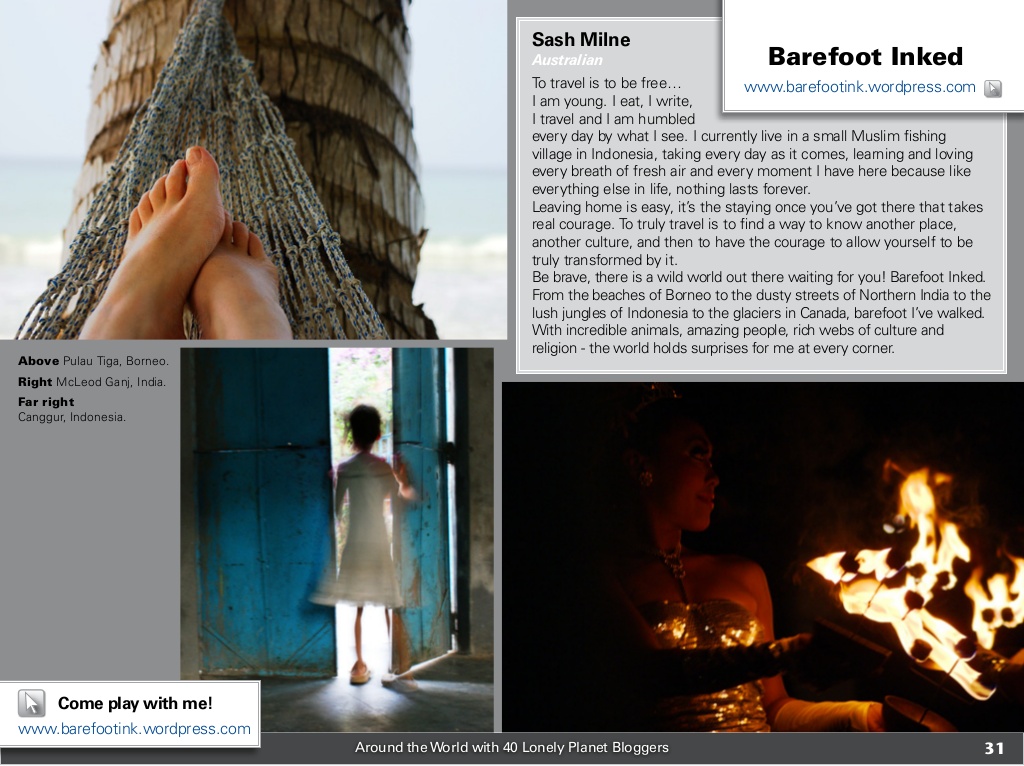 Barefoot Inked
www.barefootink.wordpress.com
Sash Milne
Australian
To travel is to be free…
I am young. I eat, I write,
I travel and I am humbled
every day by what I see. I currently live in a small Muslim fishing
village in Indonesia, taking every day as it comes, learning and loving
every breath of fresh air and every moment I have here because like
everything else in life, nothing lasts forever.
Leaving home is easy, it's the staying once you've got there that takes
real courage. To truly travel is to find a way to know another place,
another culture, and then to have the courage to allow yourself to be
truly transformed by it.
Be brave, there is a wild world out there waiting for you! Barefoot Inked.
From the beaches of Borneo to the dusty streets of Northern India to the
lush jungles of Indonesia to the glaciers in Canada, barefoot I've walked.
With incredible animals, amazing people, rich webs of culture and
religion - the world holds surprises for me at every corner.
Above Pulau Tiga, Borneo.
Right McLeod Ganj, India.
Far right
Canggur, Indonesia.
Come play with me!
www.barefootink.wordpress.com
Around the World with 40 Lonely Planet Bloggers
31